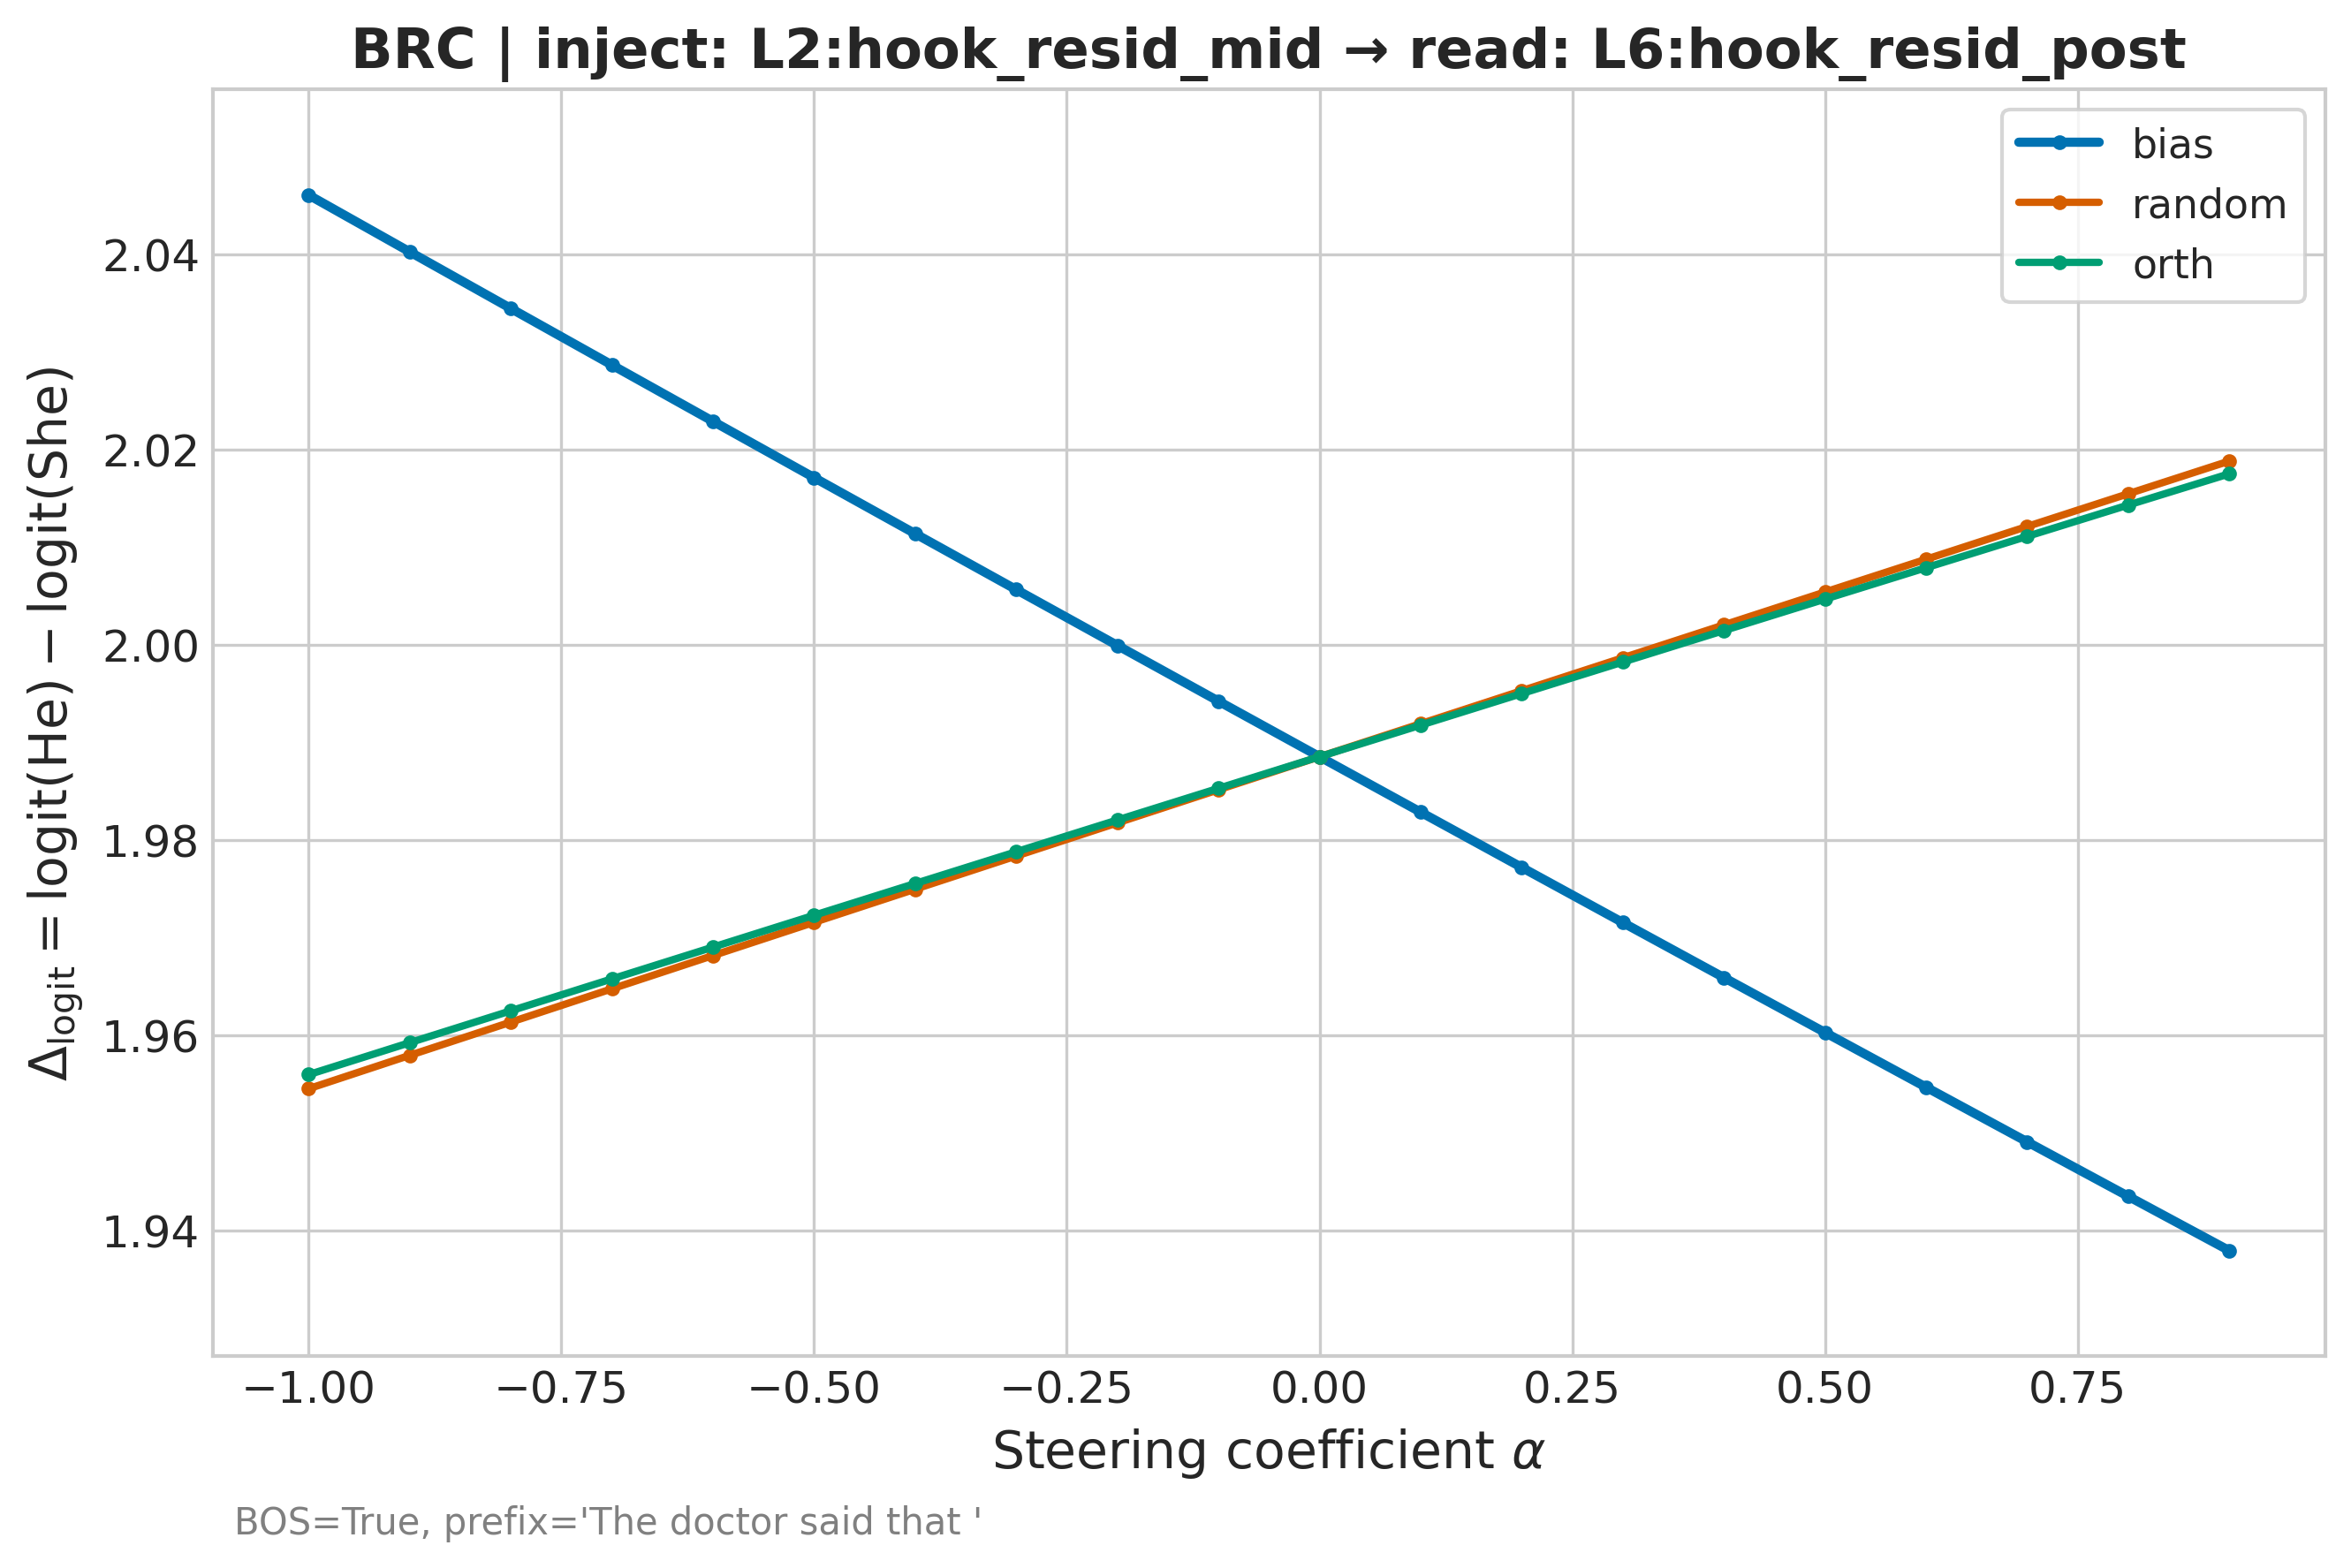 BRC | inject: L2:hook_resid_mid → read: L6:hook_resid_post
bias
random
orth
2.04
2.02
2.00
1.98
1.96
1.94
Δlogit = logit(He) − logit(She)
−1.00 −0.75 −0.50 −0.25 0.00 0.25 0.50 0.75
Steering coefficient α
BOS=True, prefix='The doctor said that '